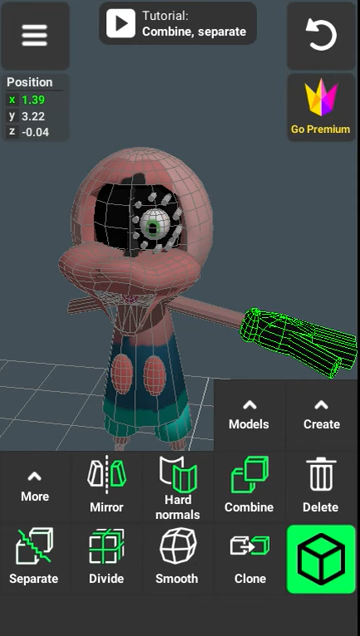 Tutorial:
Combine, separate
Position
x 1.39
y 3.22
z -0.04
Go Premium
Models
Create
More
Mirror
Hard
normals
Combine
Delete
Separate
Divide
Smooth
Clone